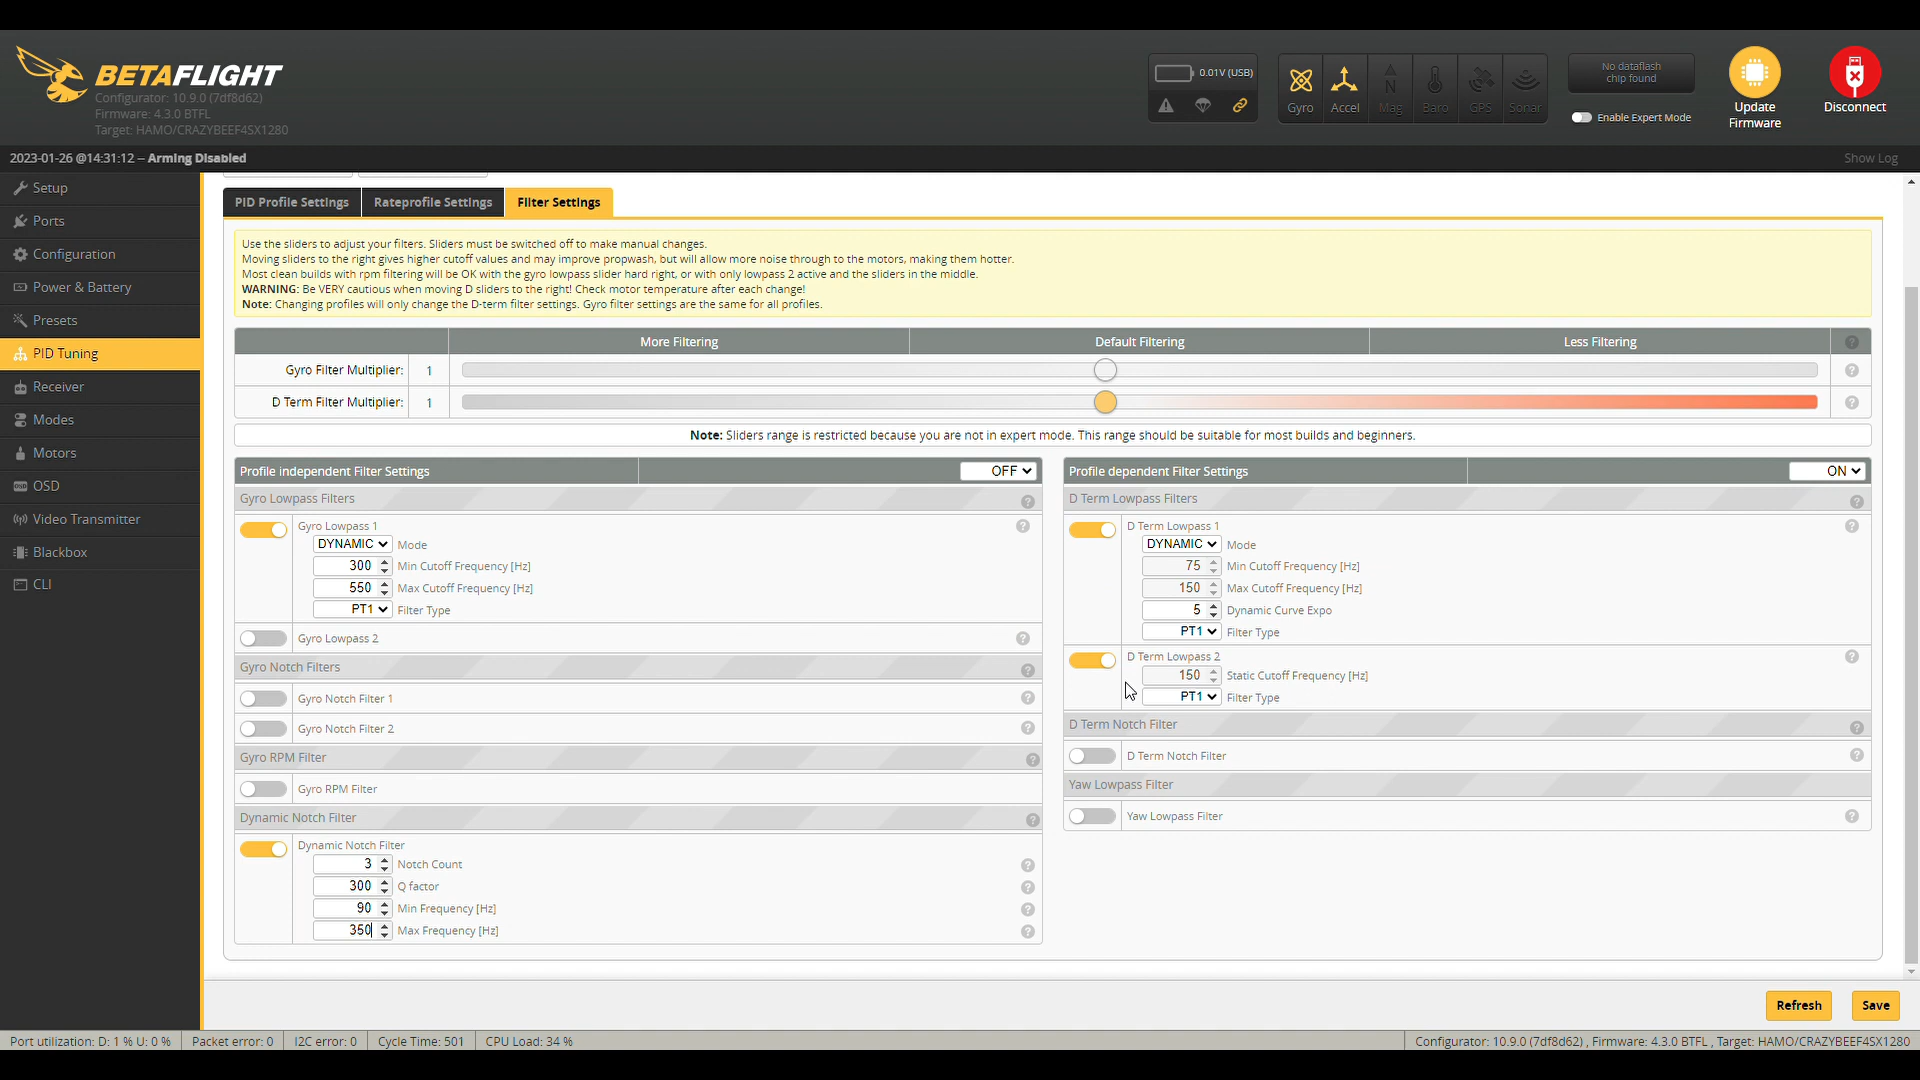 BETAFLIGHT
Configurator: 10.9.0 (7df8d62)
Firmware: 4.3.0 BTFL
Target: HAMO/CRAZYBEEF4SX1280
0.01V (USB)
Gyro
Accel
Mag
Baro
GPS
Sonar
No dataflash
chip found
Enable Expert Mode
Update
Firmware
Disconnect
2023-01-26 @14:31:12 -- Arming Disabled
Show Log
Setup
Ports
Configuration
Power & Battery
Presets
PID Tuning
Receiver
Modes
Motors
OSD
Video Transmitter
Blackbox
CLI
PID Profile Settings
Rateprofile Settings
Filter Settings
Use the sliders to adjust your filters. Sliders must be switched off to make manual changes.
Moving sliders to the right gives higher cutoff values and may improve propwash, but will allow more noise through to the motors, making them hotter.
Most clean builds with rpm filtering will be OK with the gyro lowpass slider hard right, or with only lowpass 2 active and the sliders in the middle.
WARNING: Be VERY cautious when moving D sliders to the right! Check motor temperature after each change!
Note: Changing profiles will only change the D-term filter settings. Gyro filter settings are the same for all profiles.
More Filtering
Default Filtering
Less Filtering
Gyro Filter Multiplier: 1
D Term Filter Multiplier: 1
Note: Sliders range is restricted because you are not in expert mode. This range should be suitable for most builds and beginners.
Profile independent Filter Settings
OFF
Gyro Lowpass Filters
Gyro Lowpass 1
DYNAMIC Mode
300 Min Cutoff Frequency [Hz]
550 Max Cutoff Frequency [Hz]
PT1 Filter Type
Gyro Lowpass 2
Gyro Notch Filters
Gyro Notch Filter 1
Gyro Notch Filter 2
Gyro RPM Filter
Gyro RPM Filter
Dynamic Notch Filter
Dynamic Notch Filter
3 Notch Count
300 Q factor
90 Min Frequency [Hz]
350 Max Frequency [Hz]
Profile dependent Filter Settings
ON
D Term Lowpass Filters
D Term Lowpass 1
DYNAMIC Mode
75 Min Cutoff Frequency [Hz]
150 Max Cutoff Frequency [Hz]
5 Dynamic Curve Expo
PT1 Filter Type
D Term Lowpass 2
150 Static Cutoff Frequency [Hz]
PT1 Filter Type
D Term Notch Filter
D Term Notch Filter
Yaw Lowpass Filter
Yaw Lowpass Filter
Refresh
Save
Port utilization: D: 1 % U: 0 %
Packet error: 0
I2C error: 0
Cycle Time: 501
CPU Load: 34 %
Configurator: 10.9.0 (7df8d62) , Firmware: 4.3.0 BTFL , Target: HAMO/CRAZYBEEF4SX1280